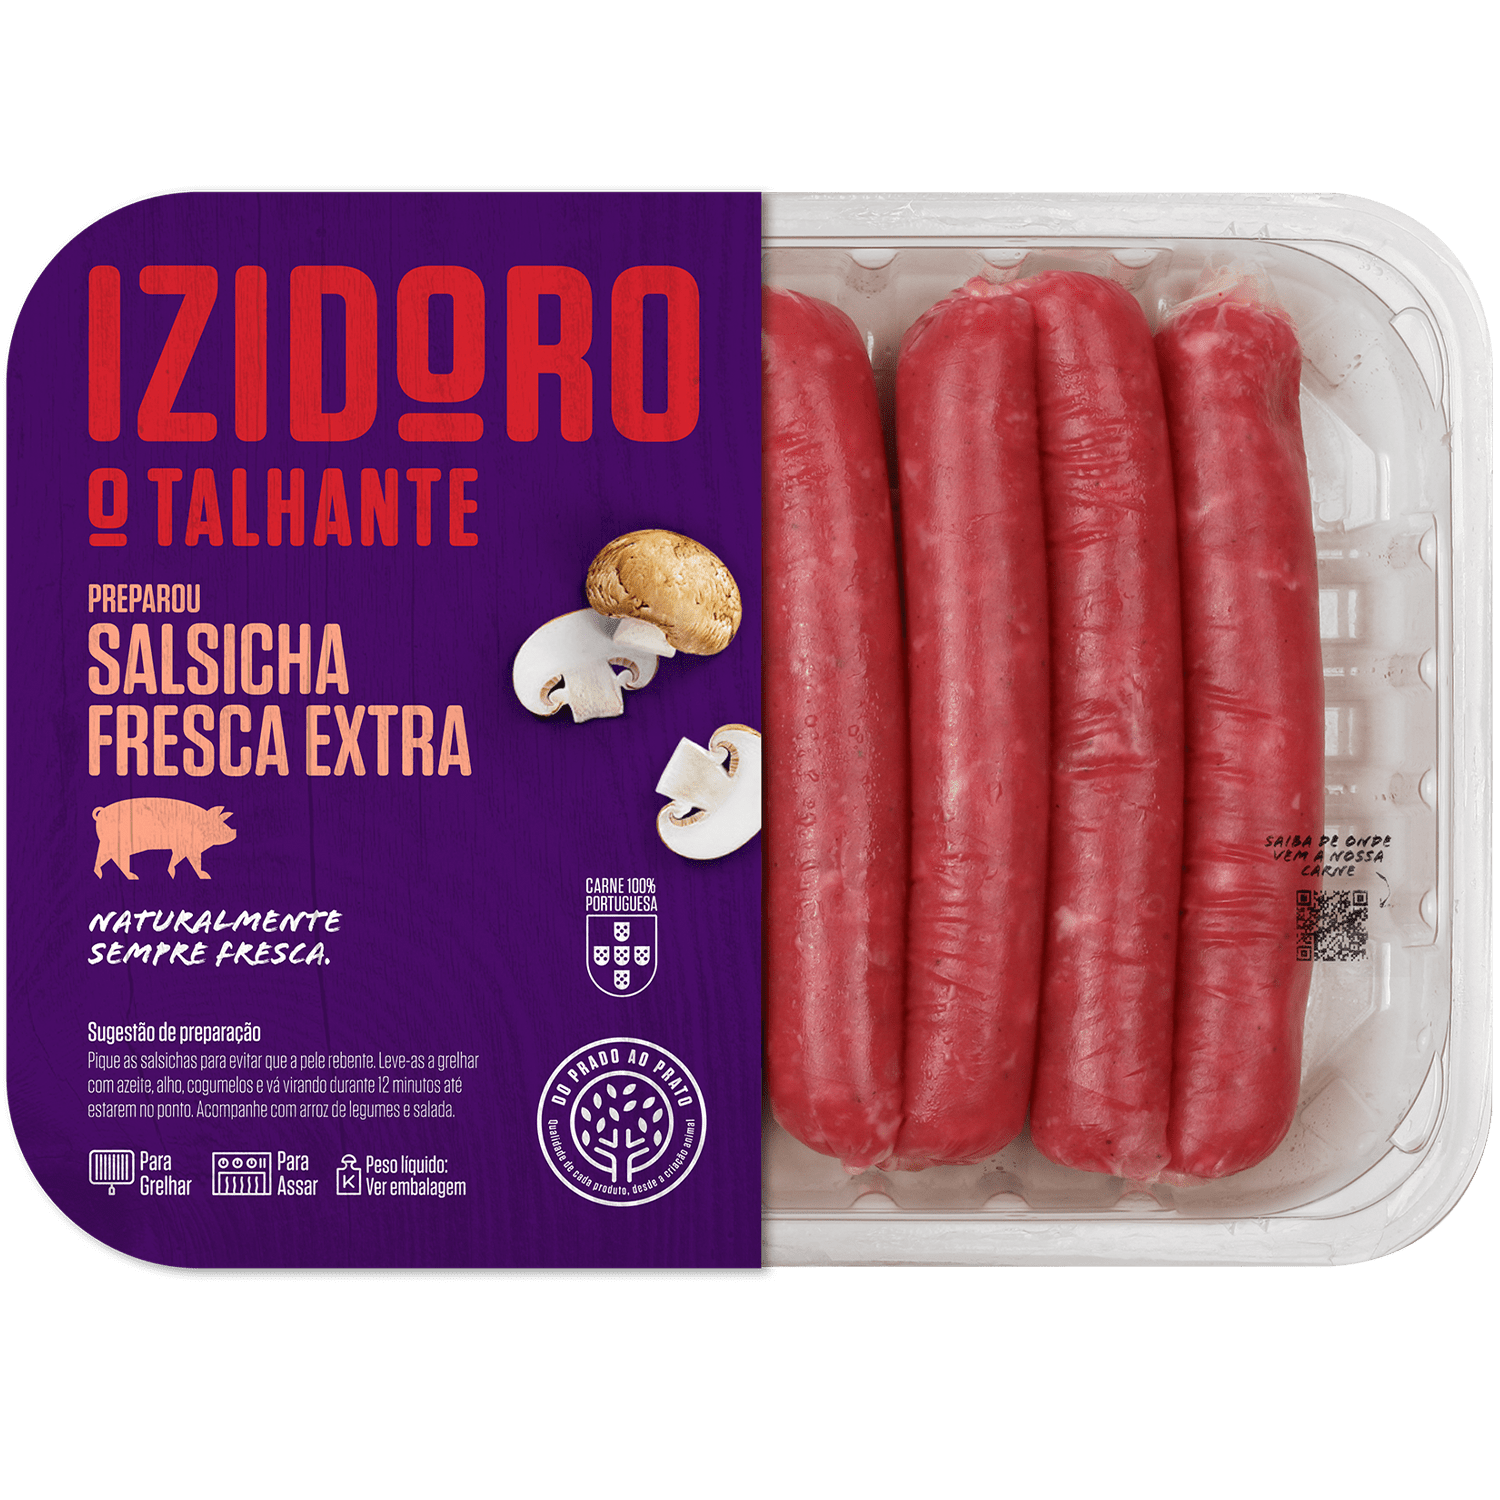 IZIDORO
O TALHANTE
PREPAROU
SALSICHA
FRESCA EXTRA
NATURALMENTE
SEMPRE FRESCA.
CARNE 100%
PORTUGUESA
Sugestão de preparação
Pique as salsichas para evitar que a pele rebente. Leve-as a grelhar
com azeite, alho, cogumelos e vá virando durante 12 minutos até
estarem no ponto. Acompanhe com arroz de legumes e salada.
Para
Grelhar
Para
Assar
K
Peso líquido:
Ver embalagem
DO PRADO AO PRATO
Qualidade de cada produto, desde a criação animal
SAIBA DE ONDE
VEM A NOSSA
CARNE